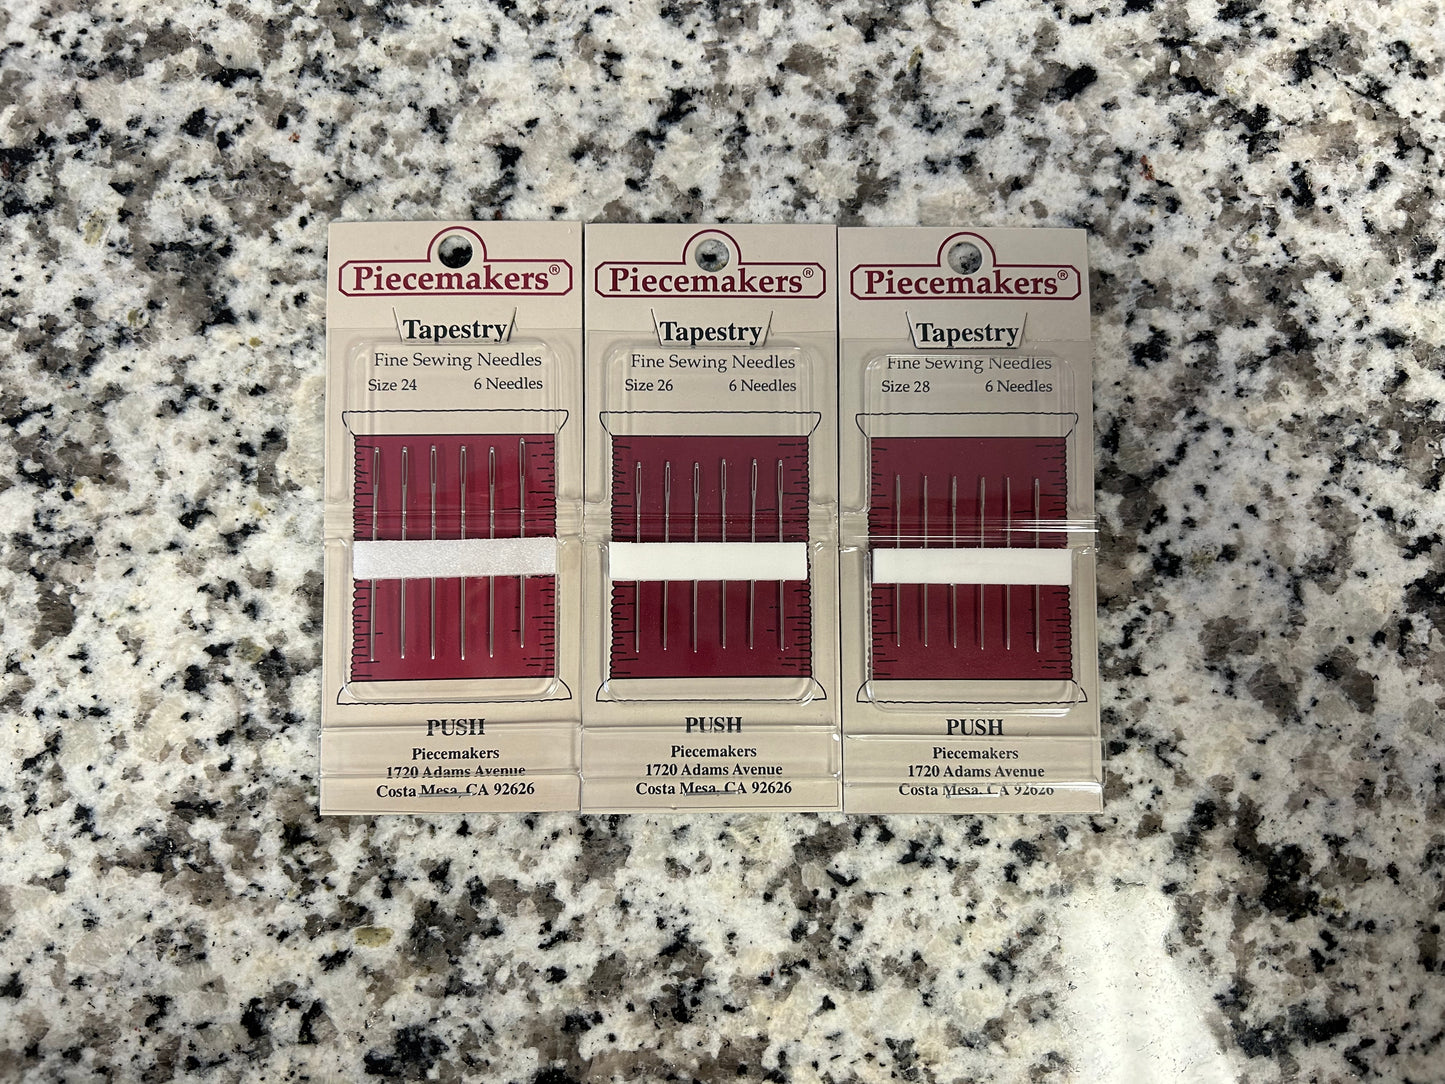 Piecemakers®
Tapestry
Fine Sewing Needles
Size 24 6 Needles
PUSH
Piecemakers
1720 Adams Avenue
Costa Mesa, CA 92626
Piecemakers®
Tapestry
Fine Sewing Needles
Size 26 6 Needles
PUSH
Piecemakers
1720 Adams Avenue
Costa Mesa, CA 92626
Piecemakers®
Tapestry
Fine Sewing Needles
Size 28 6 Needles
PUSH
Piecemakers
1720 Adams Avenue
Costa Mesa, CA 92626